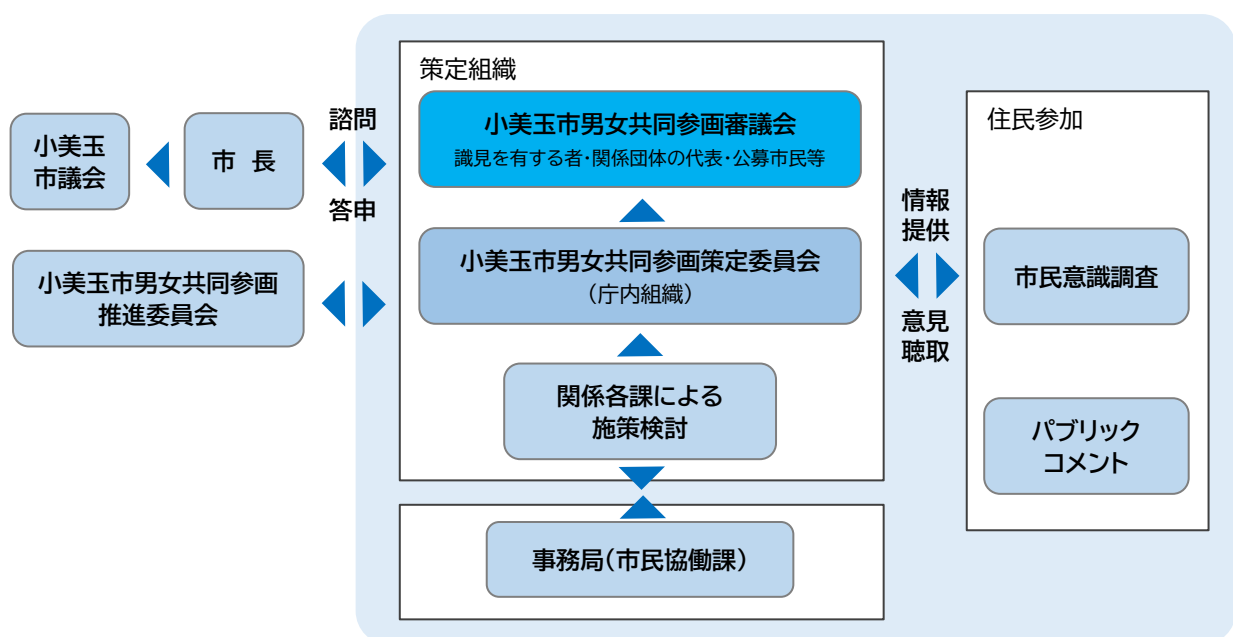 策定組織
小美玉市男女共同参画審議会
識見を有する者・関係団体の代表・公募市民等
小美玉
市議会
市 長
諮問
答申
小美玉市男女共同参画
推進委員会
小美玉市男女共同参画策定委員会
（庁内組織）
関係各課による
施策検討
事務局（市民協働課）
情報
提供
意見
聴取
住民参加
市民意識調査
パブリック
コメント